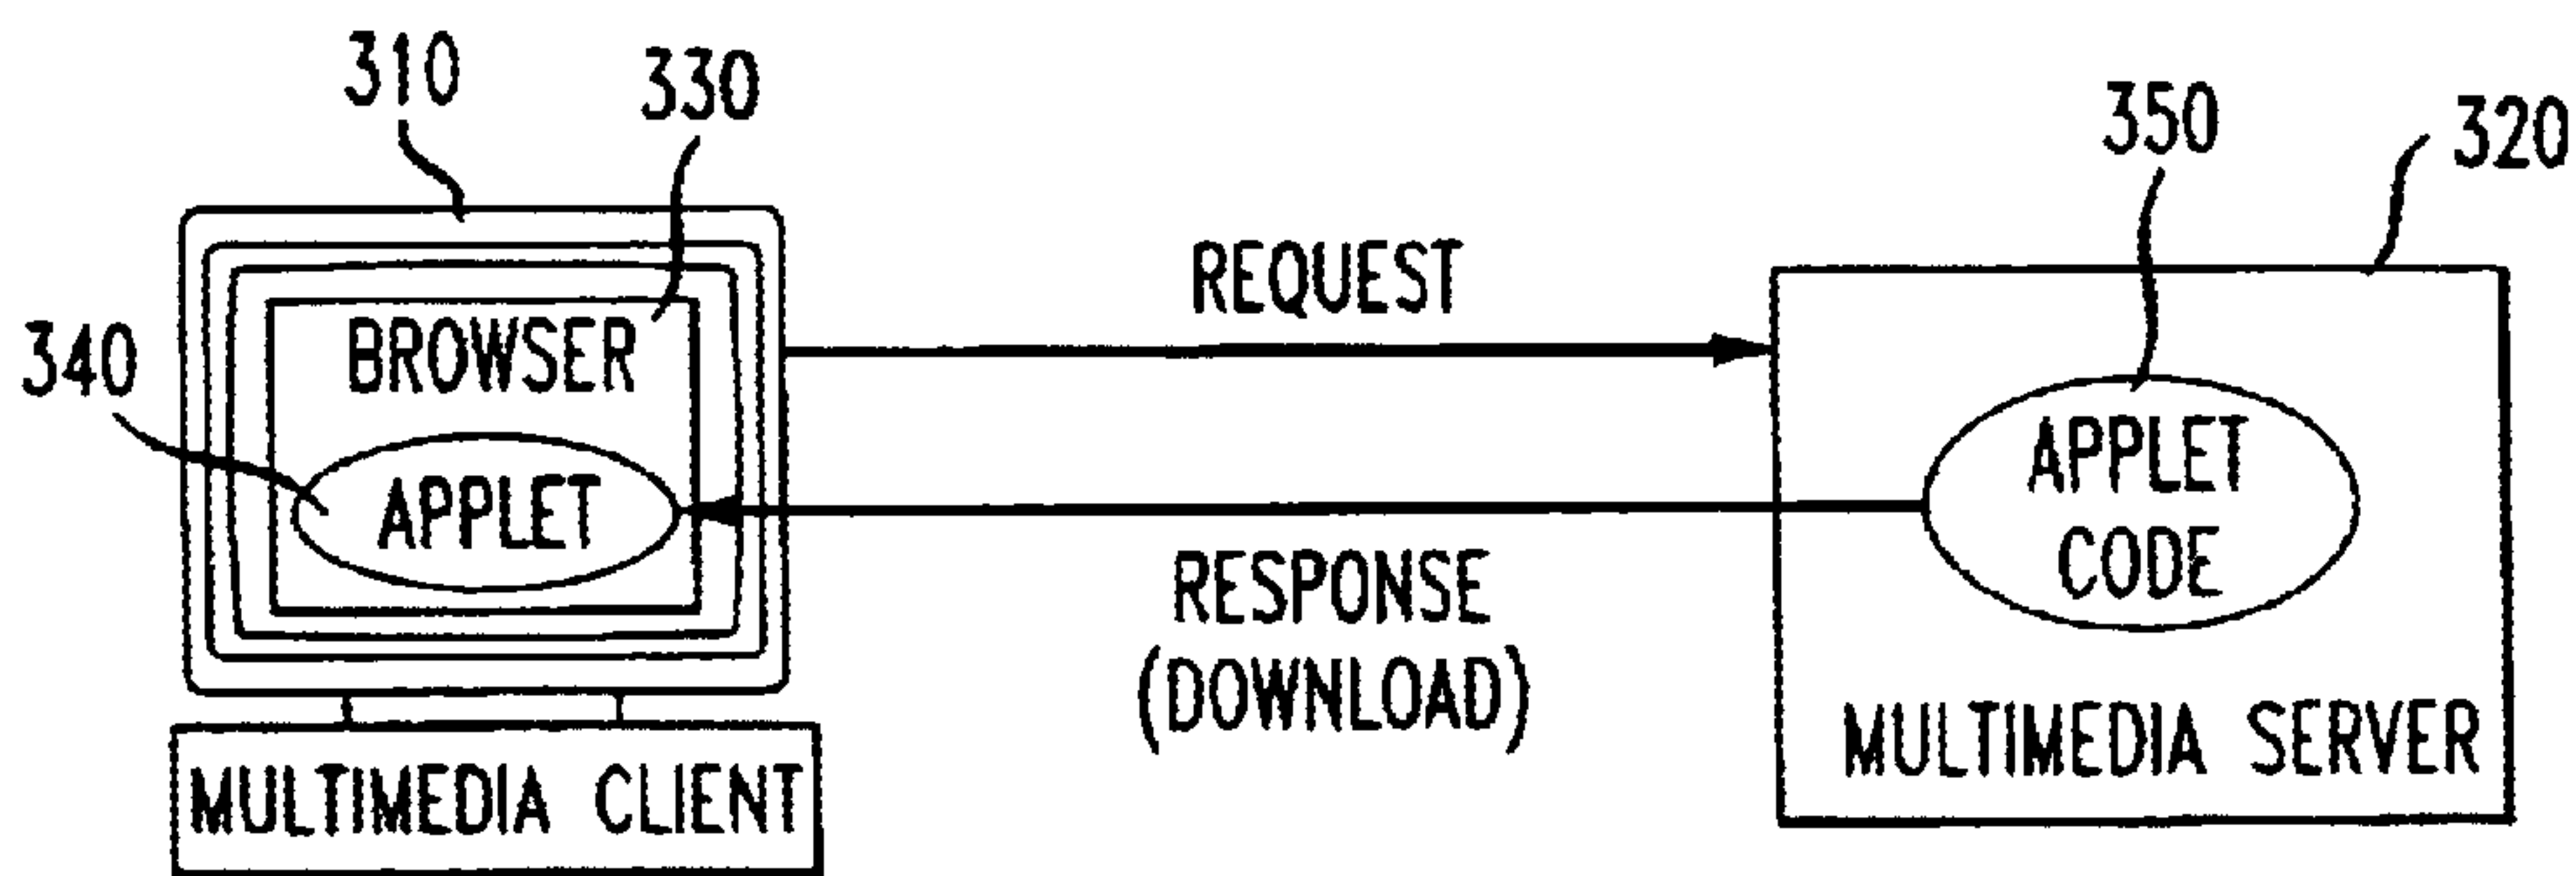 310
330
350
320
REQUEST
BROWSER
340
APPLET
APPLET
CODE
RESPONSE
(DOWNLOAD)
MULTIMEDIA SERVER
MULTIMEDIA CLIENT